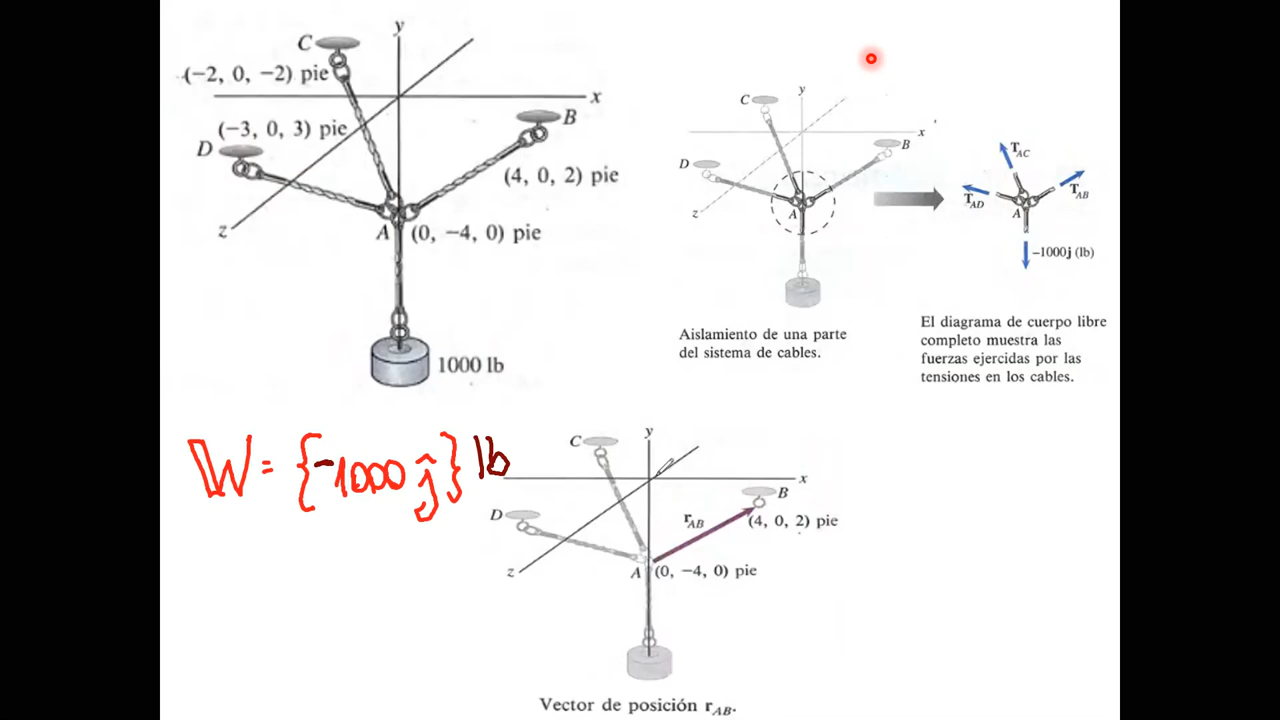 y
C
(−2, 0, −2) pie
x
(−3, 0, 3) pie
B
D
(4, 0, 2) pie
z
A (0, −4, 0) pie
1000 lb
y
C
x
B
D
A
z
T_AC
T_AD
T_AB
A
−1000j (lb)
Aislamiento de una parte
del sistema de cables.
El diagrama de cuerpo libre
completo muestra las
fuerzas ejercidas por las
tensiones en los cables.
W = {-1000 ĵ} lb
y
C
x
B
D
r_AB
(4, 0, 2) pie
z
A (0, −4, 0) pie
Vector de posición r_AB.